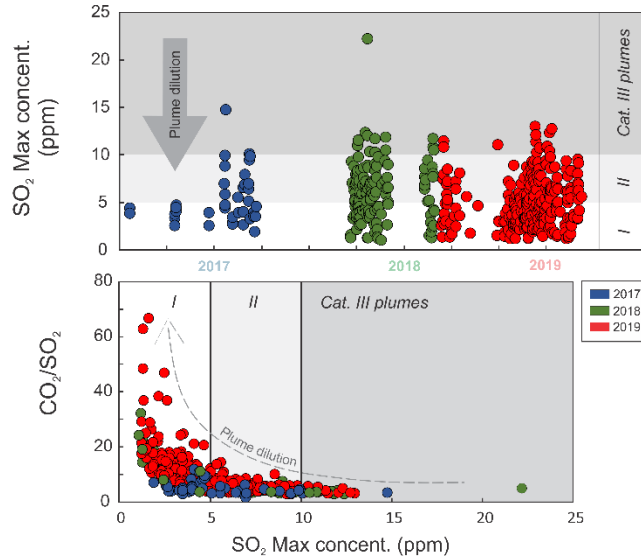 25
20
15
10
5
0
SO2 Max concent.
(ppm)
Plume dilution
Cat. III plumes
II
I
2017
2018
2019
80
60
40
20
0
CO2/SO2
I
II
Cat. III plumes
Plume dilution
2017
2018
2019
0
5
10
15
20
25
SO2 Max concent. (ppm)